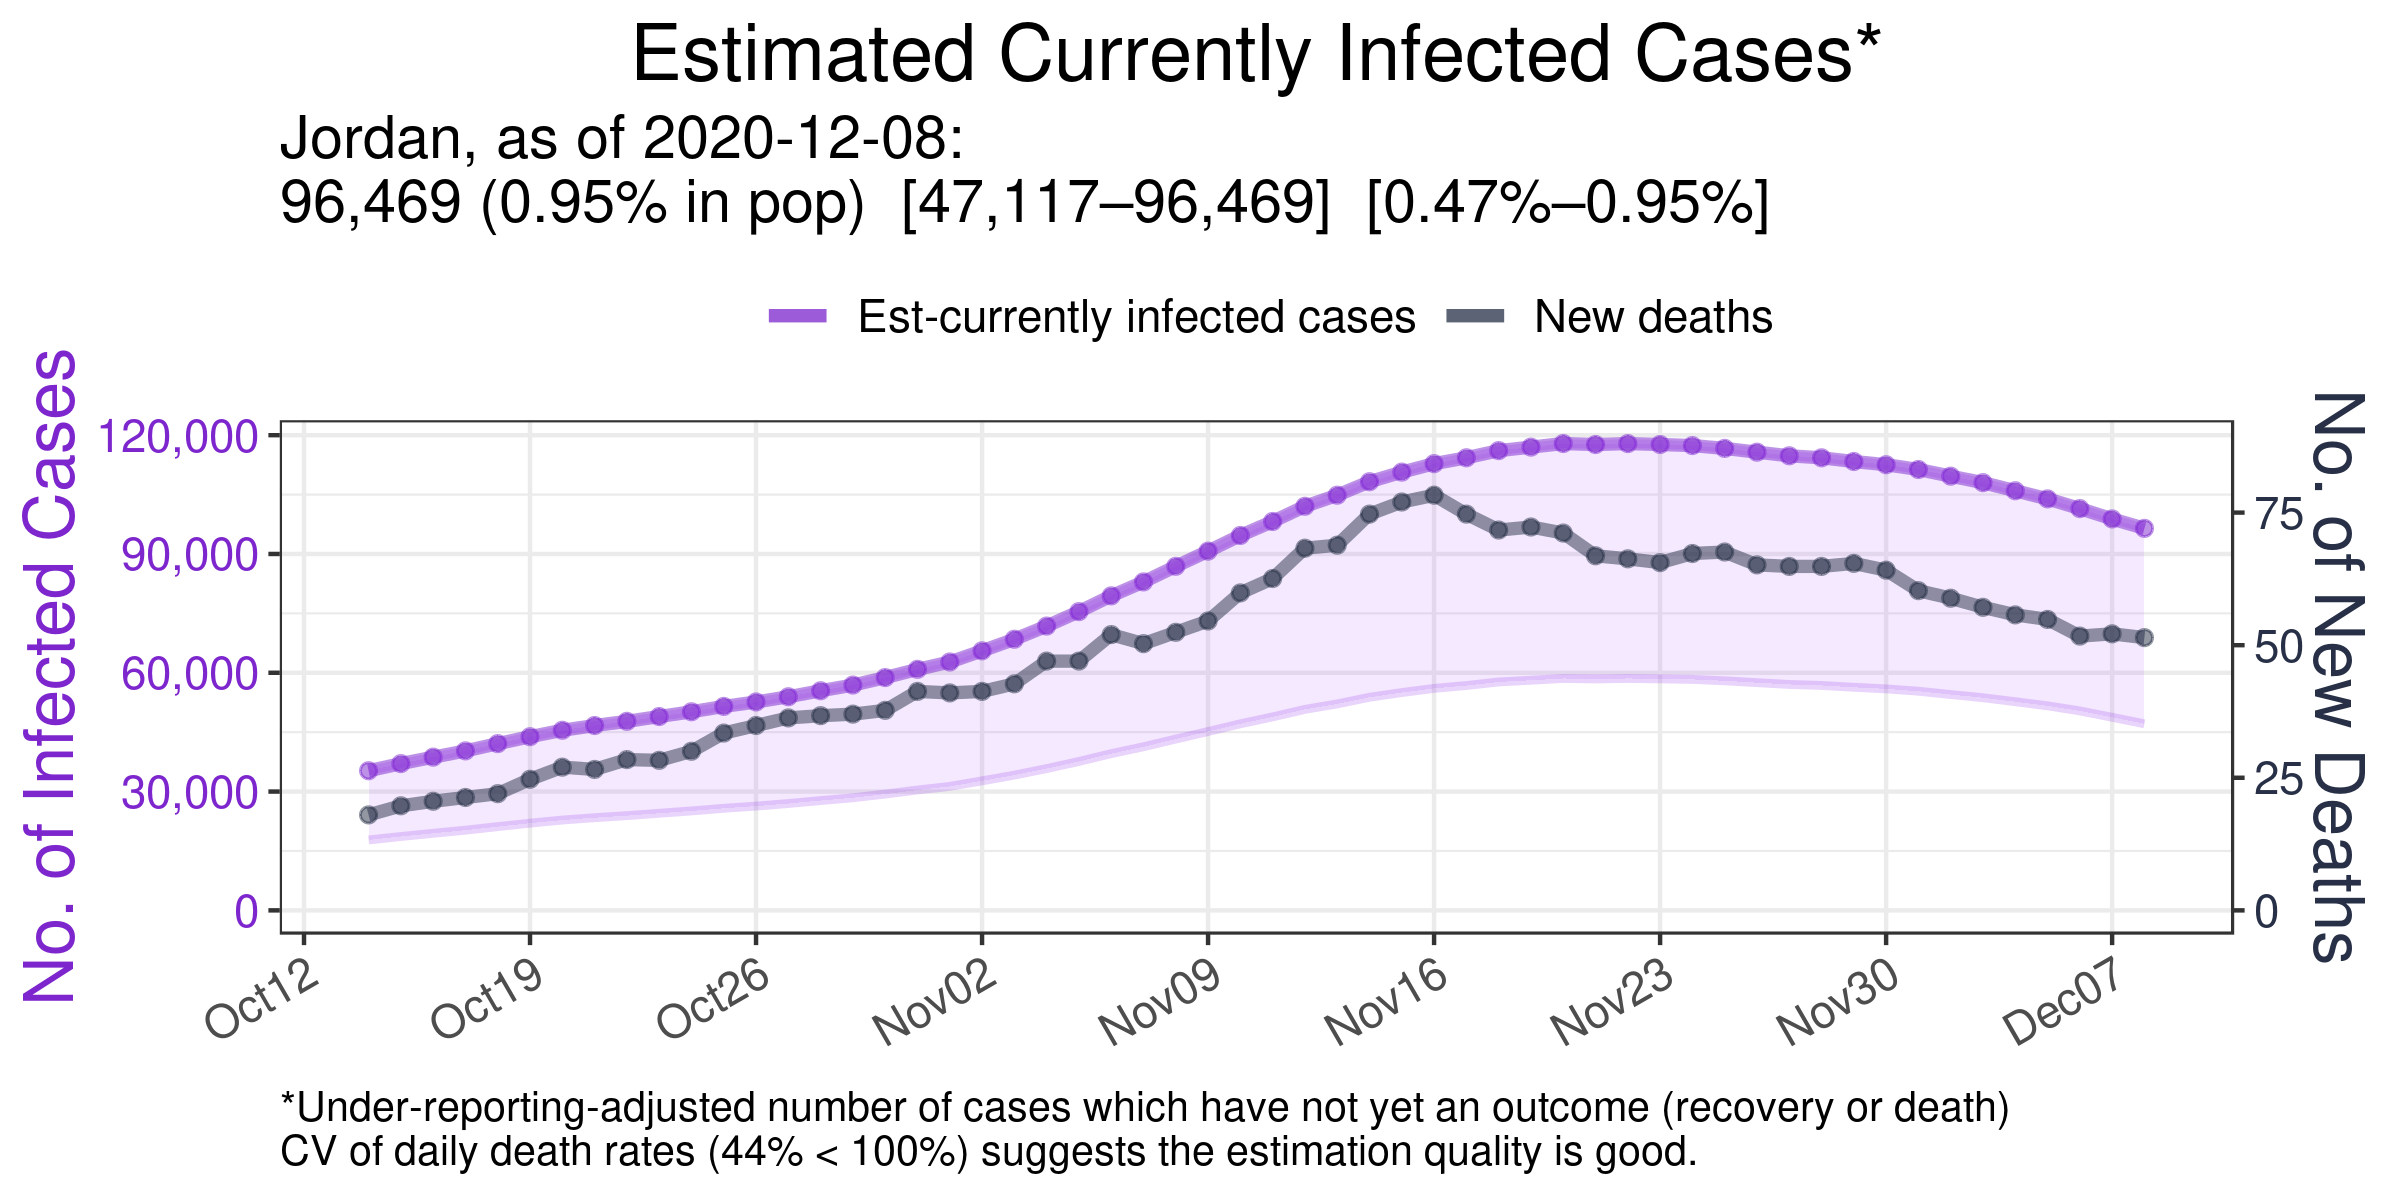 Estimated Currently Infected Cases*
Jordan, as of 2020-12-08:
96,469 (0.95% in pop)  [47,117–96,469]  [0.47%–0.95%]
Est-currently infected cases
New deaths
No. of Infected Cases
120,000
90,000
60,000
30,000
0
No. of New Deaths
75
50
25
0
Oct12
Oct19
Oct26
Nov02
Nov09
Nov16
Nov23
Nov30
Dec07
*Under-reporting-adjusted number of cases which have not yet an outcome (recovery or death)
CV of daily death rates (44% < 100%) suggests the estimation quality is good.